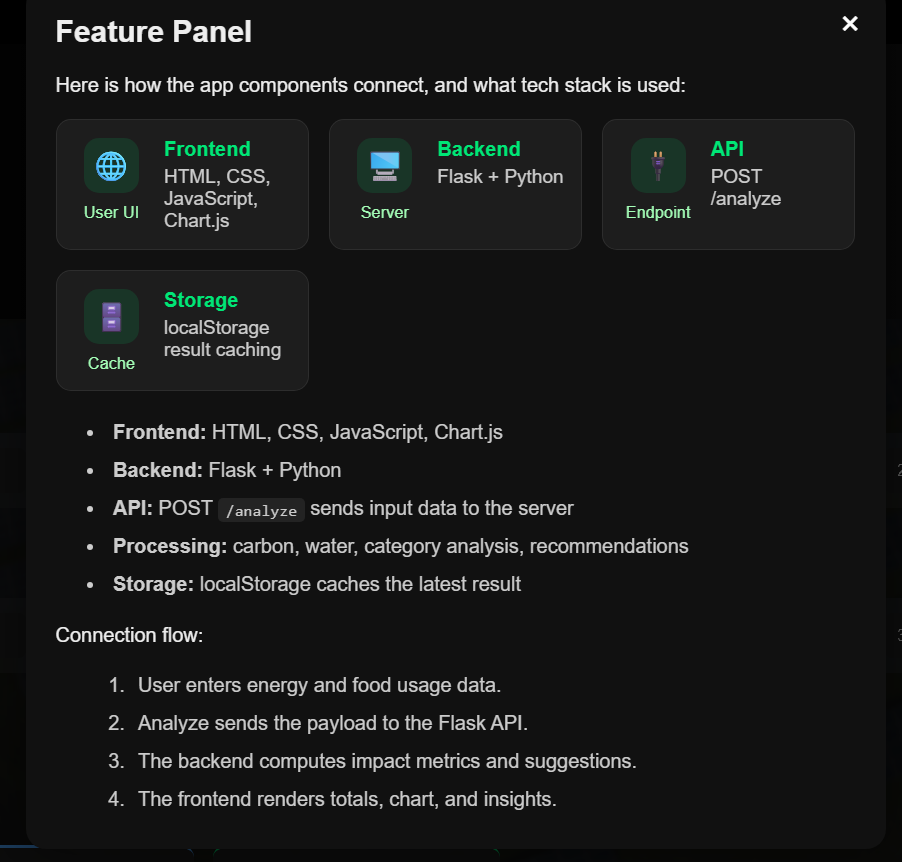 Feature Panel
×
Here is how the app components connect, and what tech stack is used:
User UI
Frontend
HTML, CSS,
JavaScript,
Chart.js
Server
Backend
Flask + Python
Endpoint
API
POST
/analyze
Cache
Storage
localStorage
result caching
• Frontend: HTML, CSS, JavaScript, Chart.js
• Backend: Flask + Python
• API: POST /analyze sends input data to the server
• Processing: carbon, water, category analysis, recommendations
• Storage: localStorage caches the latest result
Connection flow:
1. User enters energy and food usage data.
2. Analyze sends the payload to the Flask API.
3. The backend computes impact metrics and suggestions.
4. The frontend renders totals, chart, and insights.